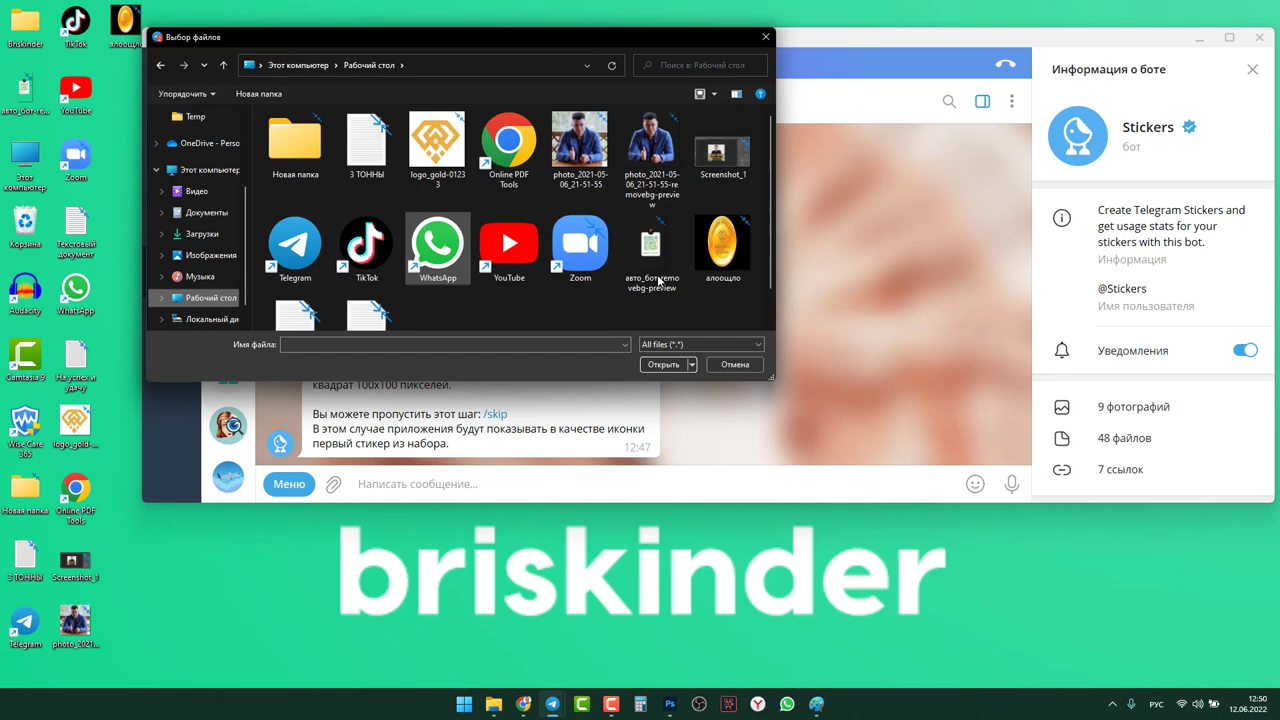 Briskinder
TikTok
алоощло
авто_бот-re...
YouTube
Этот компьютер
Zoom
Корзина
Текстовый документ
Audacity
WhatsApp
Camtasia 9
На успех и удачу
Wise Care 365
logo_gold-...
Новая папка
Online PDF Tools
3 ТОННЫ
Screenshot_1
Telegram
photo_2021...
Выбор файлов
Этот компьютер
Рабочий стол
Поиск в: Рабочий стол
Упорядочить
Новая папка
Temp
OneDrive - Perso
Этот компьютер
Видео
Документы
Загрузки
Изображения
Музыка
Рабочий стол
Локальный ди
Новая папка
3 ТОННЫ
logo_gold-0123
3
Online PDF
Tools
photo_2021-05-
06_21-51-55
photo_2021-05-
06_21-51-55-re
movebg-previe
w
Screenshot_1
Telegram
TikTok
WhatsApp
YouTube
Zoom
vebg-preview
алоощло
Имя файла:
All files (*.*)
Открыть
Отмена
квадрат 100x100 пикселей.
Вы можете пропустить этот шаг: /skip
В этом случае приложения будут показывать в качестве иконки
первый стикер из набора.
12:47
Меню
Написать сообщение...
Информация о боте
Stickers
бот
Create Telegram Stickers and
get usage stats for your
stickers with this bot.
Информация
@Stickers
Имя пользователя
Уведомления
9 фотографий
48 файлов
7 ссылок
briskinder
РУС
12:50
12.06.2022